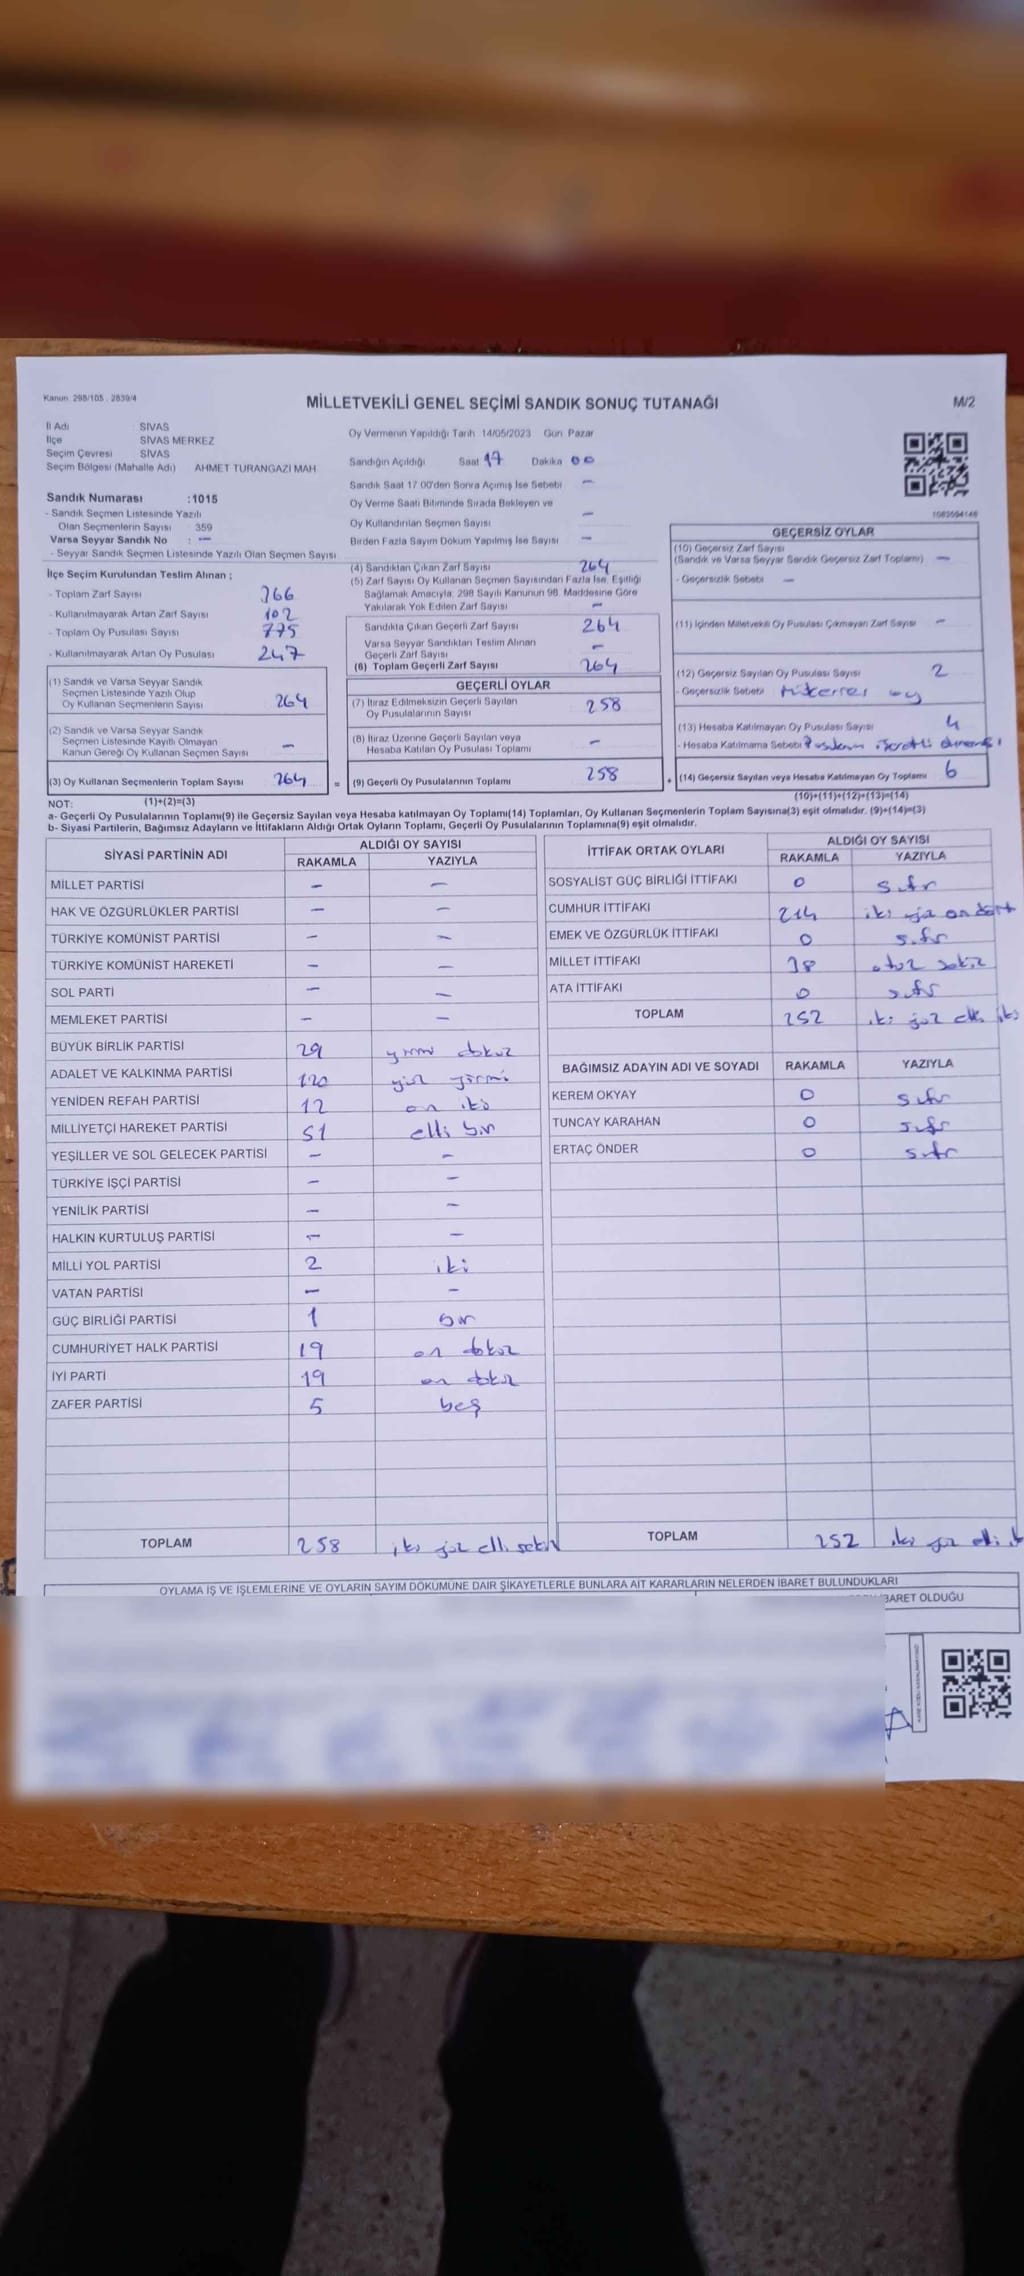 Kanun: 298/105 - 2839/4
MİLLETVEKİLİ GENEL SEÇİMİ SANDIK SONUÇ TUTANAĞI
M/2
İl Adı SİVAS
İlçe SİVAS MERKEZ
Seçim Çevresi SİVAS
Seçim Bölgesi (Mahalle Adı) AHMET TURANGAZİ MAH.
Sandık Numarası :1015
- Sandık Seçmen Listesinde Yazılı
Olan Seçmenlerin Sayısı 359
Varsa Seyyar Sandık No : -
- Seyyar Sandık Seçmen Listesinde Yazılı Olan Seçmen Sayısı
Oy Vermenin Yapıldığı Tarih 14/05/2023 Gün Pazar
Sandığın Açıldığı Saat 17 Dakika 00
Sandık Saat 17.00'den Sonra Açılmış İse Sebebi -
Oy Verme Saati Bitiminde Sırada Bekleyen ve
Oy Kullandırılan Seçmen Sayısı -
Birden Fazla Sayım Döküm Yapılmış İse Sayısı -
İlçe Seçim Kurulundan Teslim Alınan ;
- Toplam Zarf Sayısı 366
- Kullanılmayarak Artan Zarf Sayısı 102
- Toplam Oy Pusulası Sayısı 775
- Kullanılmayarak Artan Oy Pusulası 247
(4) Sandıktan Çıkan Zarf Sayısı 264
(5) Zarf Sayısı Oy Kullanan Seçmen Sayısından Fazla İse, Eşitliği
Sağlamak Amacıyla, 298 Sayılı Kanunun 98. Maddesine Göre
Yakılarak Yok Edilen Zarf Sayısı -
Sandıkta Çıkan Geçerli Zarf Sayısı 264
Varsa Seyyar Sandıktan Teslim Alınan
Geçerli Zarf Sayısı -
(6) Toplam Geçerli Zarf Sayısı 264
GEÇERSİZ OYLAR
(10) Geçersiz Zarf Sayısı
(Sandık ve Varsa Seyyar Sandık Geçersiz Zarf Toplamı) -
- Geçersizlik Sebebi -
(11) İçinden Milletvekili Oy Pusulası Çıkmayan Zarf Sayısı -
(12) Geçersiz Sayılan Oy Pusulası Sayısı 2
- Geçersizlik Sebebi mükerrer oy
(13) Hesaba Katılmayan Oy Pusulası Sayısı 4
- Hesaba Katılmama Sebebi
(1) Sandık ve Varsa Seyyar Sandık
Seçmen Listesinde Yazılı Olup
Oy Kullanan Seçmenlerin Sayısı 264
(2) Sandık ve Varsa Seyyar Sandık
Seçmen Listesinde Kayıtlı Olmayan
Kanun Gereği Oy Kullanan Seçmen Sayısı -
GEÇERLİ OYLAR
(7) İtiraz Edilmeksizin Geçerli Sayılan
Oy Pusulalarının Sayısı 258
(8) İtiraz Üzerine Geçerli Sayılan veya
Hesaba Katılan Oy Pusulası Toplamı -
(3) Oy Kullanan Seçmenlerin Toplam Sayısı 264 = (9) Geçerli Oy Pusulalarının Toplamı 258 + (14) Geçersiz Sayılan veya Hesaba Katılmayan Oy Toplamı 6
NOT: (1)+(2)=(3) (10)+(11)+(12)+(13)=(14)
a- Geçerli Oy Pusulalarının Toplamı(9) ile Geçersiz Sayılan veya Hesaba katılmayan Oy Toplamı(14) Toplamları, Oy Kullanan Seçmenlerin Toplam Sayısına(3) eşit olmalıdır. (9)+(14)=(3)
b- Siyasi Partilerin, Bağımsız Adayların ve İttifakların Aldığı Ortak Oyların Toplamı, Geçerli Oy Pusulalarının Toplamına(9) eşit olmalıdır.
SİYASİ PARTİNİN ADI ALDIĞI OY SAYISI
RAKAMLA YAZIYLA
MİLLET PARTİSİ - -
HAK VE ÖZGÜRLÜKLER PARTİSİ - -
TÜRKİYE KOMÜNİST PARTİSİ - -
TÜRKİYE KOMÜNİST HAREKETİ - -
SOL PARTİ - -
MEMLEKET PARTİSİ - -
BÜYÜK BİRLİK PARTİSİ 29 yirmi dokuz
ADALET VE KALKINMA PARTİSİ 120 yüz yirmi
YENİDEN REFAH PARTİSİ 12 on iki
MİLLİYETÇİ HAREKET PARTİSİ 51 elli bir
YEŞİLLER VE SOL GELECEK PARTİSİ - -
TÜRKİYE İŞÇİ PARTİSİ - -
YENİLİK PARTİSİ - -
HALKIN KURTULUŞ PARTİSİ - -
MİLLİ YOL PARTİSİ 2 iki
VATAN PARTİSİ - -
GÜÇ BİRLİĞİ PARTİSİ 1 bir
CUMHURİYET HALK PARTİSİ 19 on dokuz
İYİ PARTİ 19 on dokuz
ZAFER PARTİSİ 5 beş
TOPLAM 258 iki yüz elli sekiz
İTTİFAK ORTAK OYLARI ALDIĞI OY SAYISI
RAKAMLA YAZIYLA
SOSYALİST GÜÇ BİRLİĞİ İTTİFAKI 0 sıfır
CUMHUR İTTİFAKI 214 iki yüz on dört
EMEK VE ÖZGÜRLÜK İTTİFAKI 0 sıfır
MİLLET İTTİFAKI 38 otuz sekiz
ATA İTTİFAKI 0 sıfır
TOPLAM 252 iki yüz elli iki
BAĞIMSIZ ADAYIN ADI VE SOYADI RAKAMLA YAZIYLA
KEREM OKYAY 0 sıfır
TUNCAY KARAHAN 0 sıfır
ERTAÇ ÖNDER 0 sıfır
TOPLAM 252 iki yüz elli
OYLAMA İŞ VE İŞLEMLERİNE VE OYLARIN SAYIM DÖKÜMÜNE DAİR ŞİKAYETLERLE BUNLARA AİT KARARLARIN NELERDEN İBARET BULUNDUKLARI
İBARET OLDUĞU